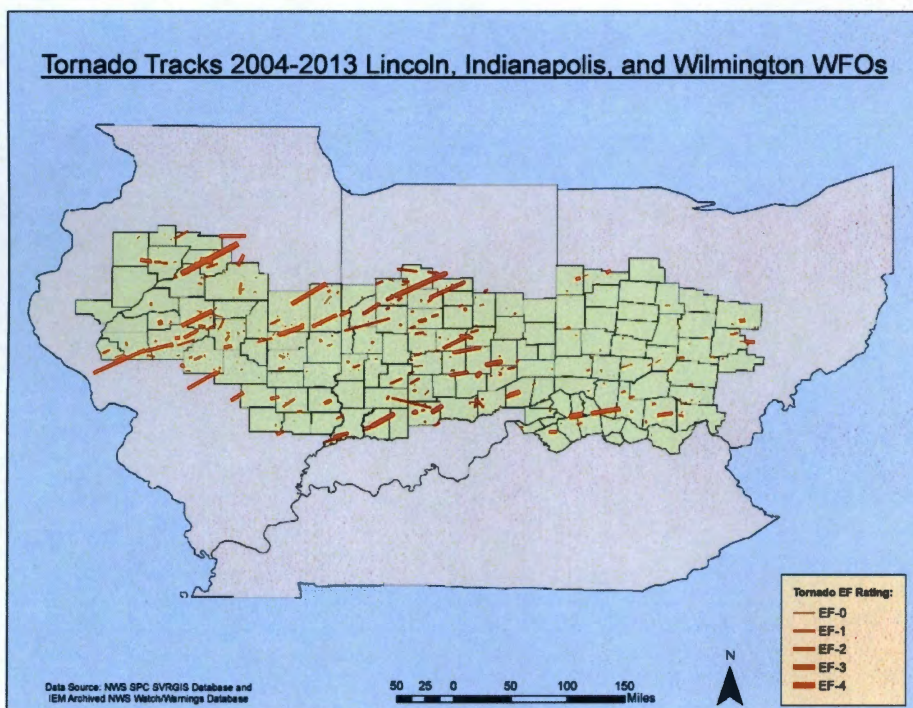 Tornado Tracks 2004-2013 Lincoln, Indianapolis, and Wilmington WFOs
Tornado EF Rating:
EF-0
EF-1
EF-2
EF-3
EF-4
N
Data Source: NWS SPC SVRGIS Database and
IEM Archived NWS Watch/Warnings Database
50 25 0 50 100 150
Miles